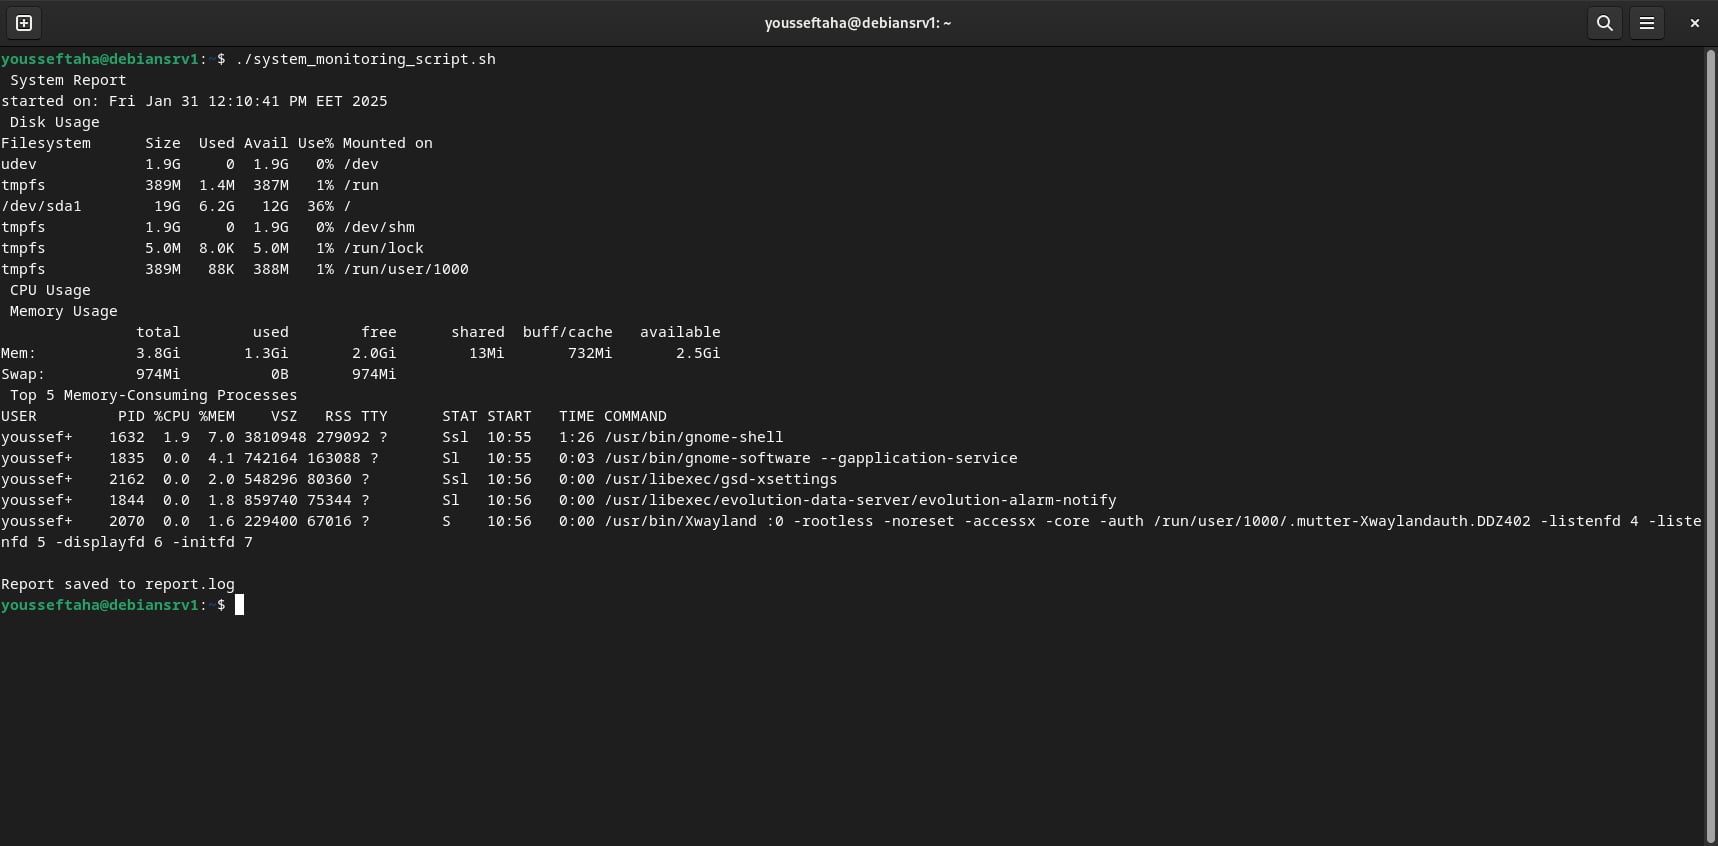 yousseftaha@debiansrv1: ~
yousseftaha@debiansrv1:~$ ./system_monitoring_script.sh
 System Report
started on: Fri Jan 31 12:10:41 PM EET 2025
 Disk Usage
Filesystem      Size  Used Avail Use% Mounted on
udev            1.9G     0  1.9G   0% /dev
tmpfs           389M  1.4M  387M   1% /run
/dev/sda1        19G  6.2G   12G  36% /
tmpfs           1.9G     0  1.9G   0% /dev/shm
tmpfs           5.0M  8.0K  5.0M   1% /run/lock
tmpfs           389M   88K  388M   1% /run/user/1000
 CPU Usage
 Memory Usage
               total        used        free      shared  buff/cache   available
Mem:           3.8Gi       1.3Gi       2.0Gi        13Mi       732Mi       2.5Gi
Swap:          974Mi          0B       974Mi
 Top 5 Memory-Consuming Processes
USER         PID %CPU %MEM    VSZ   RSS TTY      STAT START   TIME COMMAND
youssef+    1632  1.9  7.0 3810948 279092 ?      Ssl  10:55   1:26 /usr/bin/gnome-shell
youssef+    1835  0.0  4.1 742164 163088 ?       Sl   10:55   0:03 /usr/bin/gnome-software --gapplication-service
youssef+    2162  0.0  2.0 548296 80360 ?        Ssl  10:56   0:00 /usr/libexec/gsd-xsettings
youssef+    1844  0.0  1.8 859740 75344 ?        Sl   10:56   0:00 /usr/libexec/evolution-data-server/evolution-alarm-notify
youssef+    2070  0.0  1.6 229400 67016 ?        S    10:56   0:00 /usr/bin/Xwayland :0 -rootless -noreset -accessx -core -auth /run/user/1000/.mutter-Xwaylandauth.DDZ402 -listenfd 4 -liste
nfd 5 -displayfd 6 -initfd 7
Report saved to report.log
yousseftaha@debiansrv1:~$